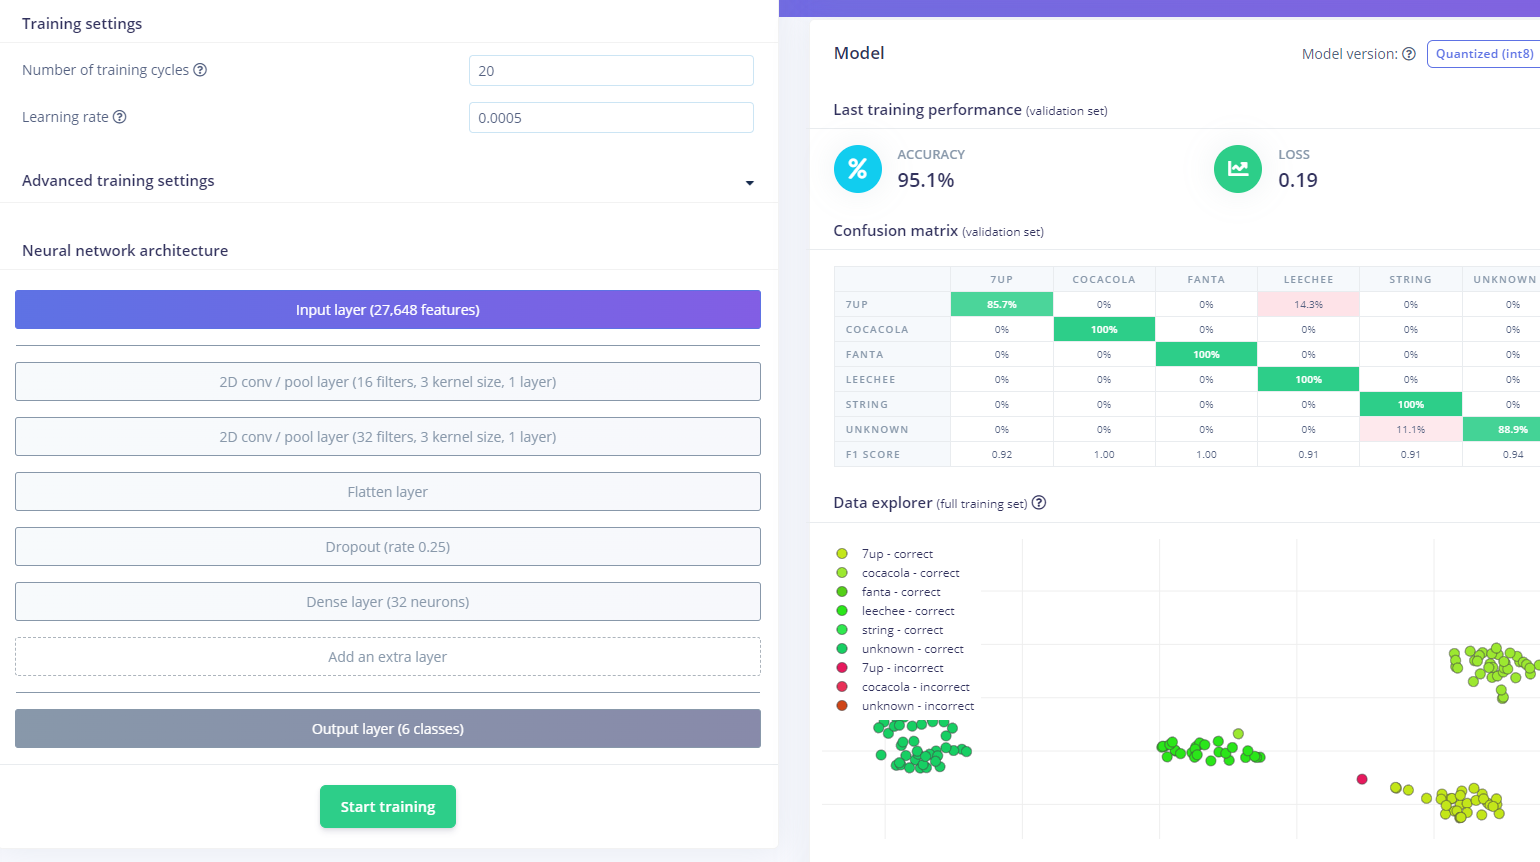 Training settings
Number of training cycles
20
Learning rate
0.0005
Advanced training settings
Neural network architecture
Input layer (27,648 features)
2D conv / pool layer (16 filters, 3 kernel size, 1 layer)
2D conv / pool layer (32 filters, 3 kernel size, 1 layer)
Flatten layer
Dropout (rate 0.25)
Dense layer (32 neurons)
Add an extra layer
Output layer (6 classes)
Start training
Model
Model version:
Quantized (int8)
Last training performance (validation set)
%
ACCURACY
95.1%
LOSS
0.19
Confusion matrix (validation set)
7UP COCACOLA FANTA LEECHEE STRING UNKNOWN
7UP 85.7% 0% 0% 14.3% 0% 0%
COCACOLA 0% 100% 0% 0% 0% 0%
FANTA 0% 0% 100% 0% 0% 0%
LEECHEE 0% 0% 0% 100% 0% 0%
STRING 0% 0% 0% 0% 100% 0%
UNKNOWN 0% 0% 0% 0% 11.1% 88.9%
F1 SCORE 0.92 1.00 1.00 0.91 0.91 0.94
Data explorer (full training set)
7up - correct
cocacola - correct
fanta - correct
leechee - correct
string - correct
unknown - correct
7up - incorrect
cocacola - incorrect
unknown - incorrect